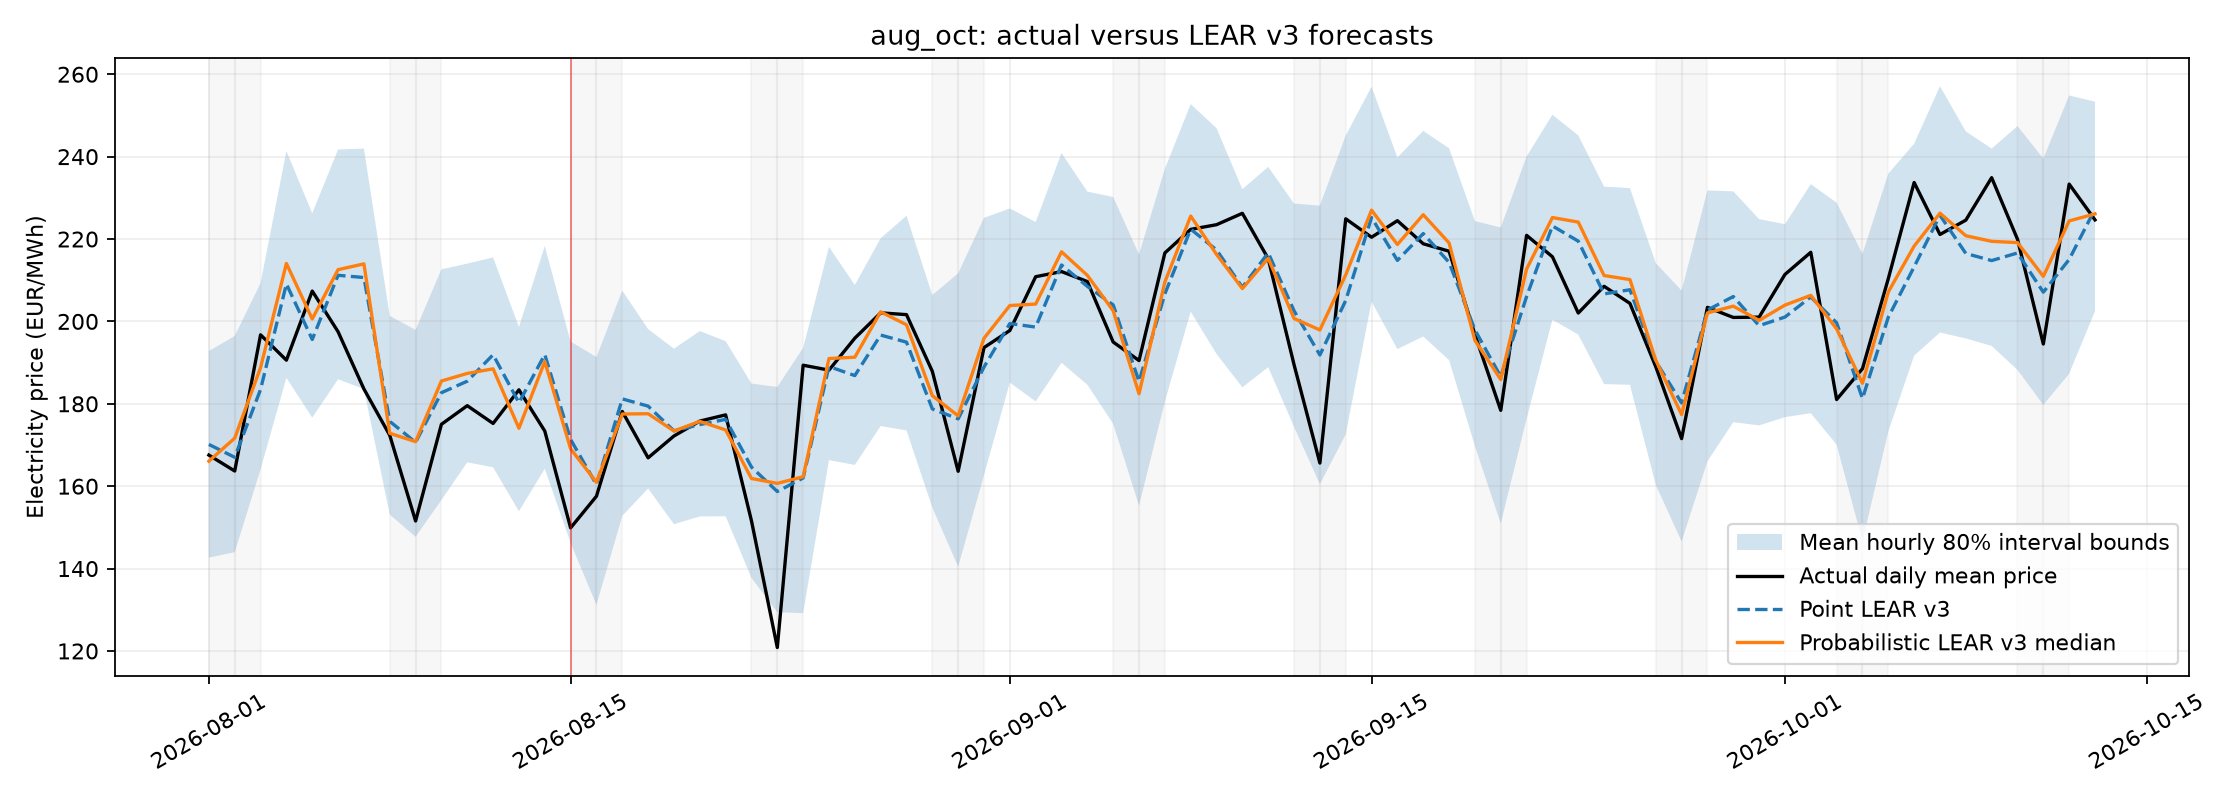 aug_oct: actual versus LEAR v3 forecasts
Electricity price (EUR/MWh)
260
240
220
200
180
160
140
120
Mean hourly 80% interval bounds
Actual daily mean price
Point LEAR v3
Probabilistic LEAR v3 median
2026-08-01
2026-08-15
2026-09-01
2026-09-15
2026-10-01
2026-10-15